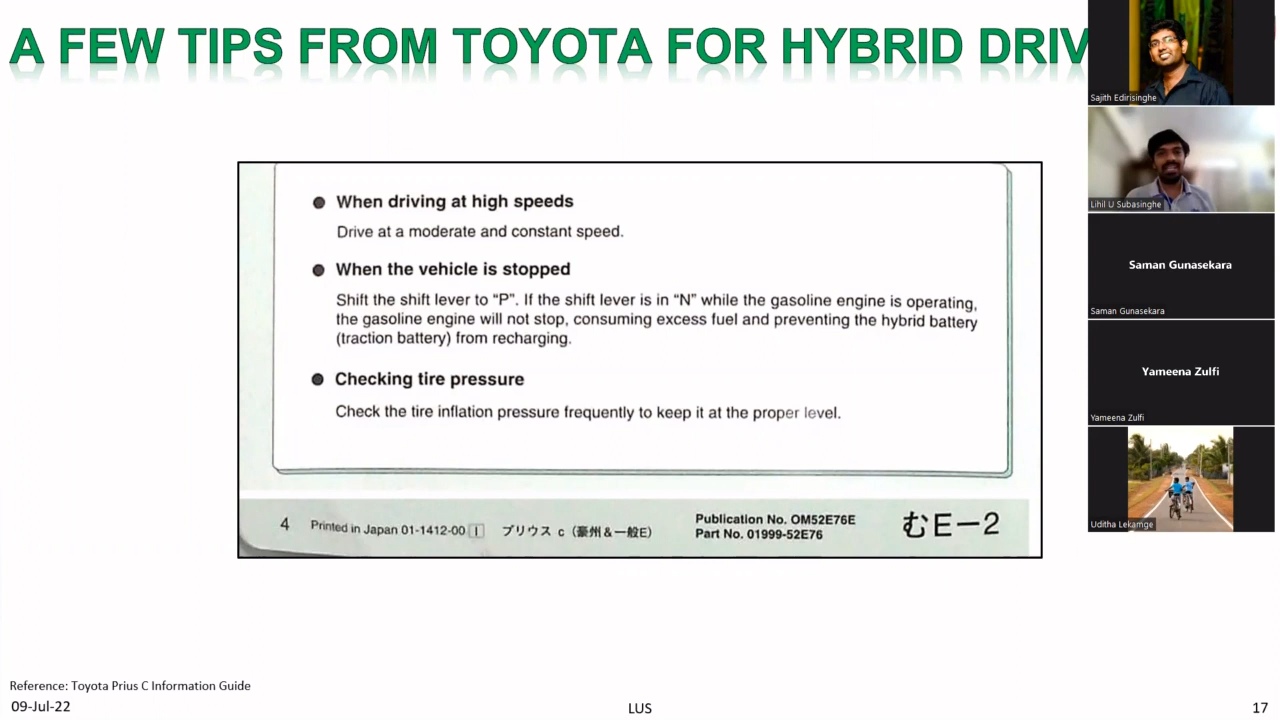 A FEW TIPS FROM TOYOTA FOR HYBRID DRIV
When driving at high speeds
Drive at a moderate and constant speed.
When the vehicle is stopped
Shift the shift lever to “P”. If the shift lever is in “N” while the gasoline engine is operating,
the gasoline engine will not stop, consuming excess fuel and preventing the hybrid battery
(traction battery) from recharging.
Checking tire pressure
Check the tire inflation pressure frequently to keep it at the proper level.
4
Printed in Japan 01-1412-00 I
プリウス c（豪州＆一般E）
Publication No. OM52E76E
Part No. 01999-52E76
むE－2
Reference: Toyota Prius C Information Guide
09-Jul-22
LUS
17
Sajith Edirisinghe
Lihil U Subasinghe
Saman Gunasekara
Saman Gunasekara
Yameena Zulfi
Yameena Zulfi
Uditha Lekamge